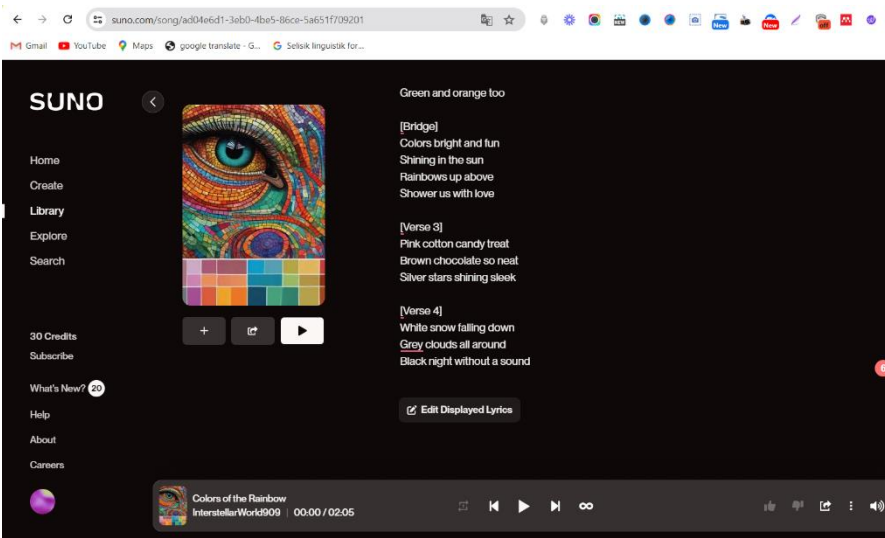 suno.com/song/ad04e6d1-3eb0-4be5-86ce-5a651f709201
New
New
off
Gmail
YouTube
Maps
google translate - G...
Selisik linguistik for...
SUNO
Home
Create
Library
Explore
Search
30 Credits
Subscribe
What's New? 20
Help
About
Careers
Green and orange too
[Bridge]
Colors bright and fun
Shining in the sun
Rainbows up above
Shower us with love
[Verse 3]
Pink cotton candy treat
Brown chocolate so neat
Silver stars shining sleek
[Verse 4]
White snow falling down
Grey clouds all around
Black night without a sound
Edit Displayed Lyrics
6
Colors of the Rainbow
InterstellarWorld909 | 00:00 / 02:05